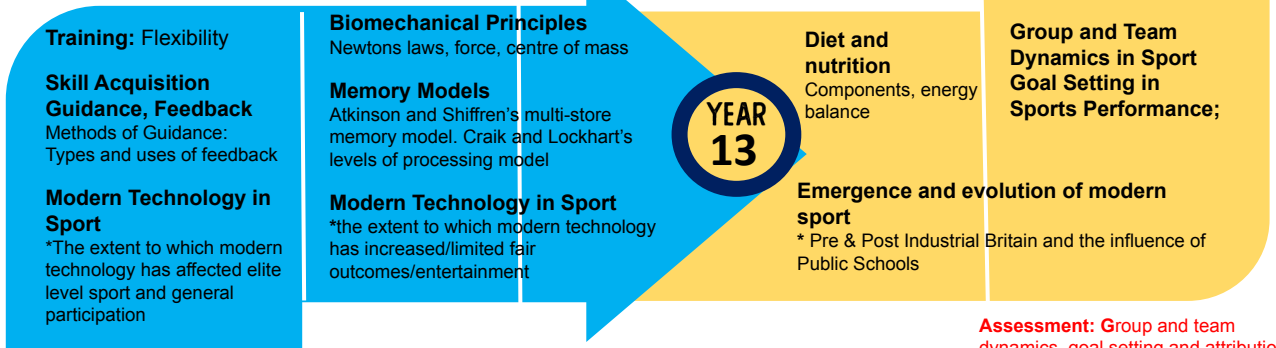 Training: Flexibility
Skill Acquisition
Guidance, Feedback
Methods of Guidance:
Types and uses of feedback
Modern Technology in
Sport
*The extent to which modern
technology has affected elite
level sport and general
participation
Biomechanical Principles
Newtons laws, force, centre of mass
Memory Models
Atkinson and Shiffren’s multi-store
memory model. Craik and Lockhart’s
levels of processing model
Modern Technology in Sport
*the extent to which modern technology
has increased/limited fair
outcomes/entertainment
YEAR
13
Diet and
nutrition
Components, energy
balance
Group and Team
Dynamics in Sport
Goal Setting in
Sports Performance;
Emergence and evolution of modern
sport
* Pre & Post Industrial Britain and the influence of
Public Schools
Assessment: Group and team
dynamics, goal setting and